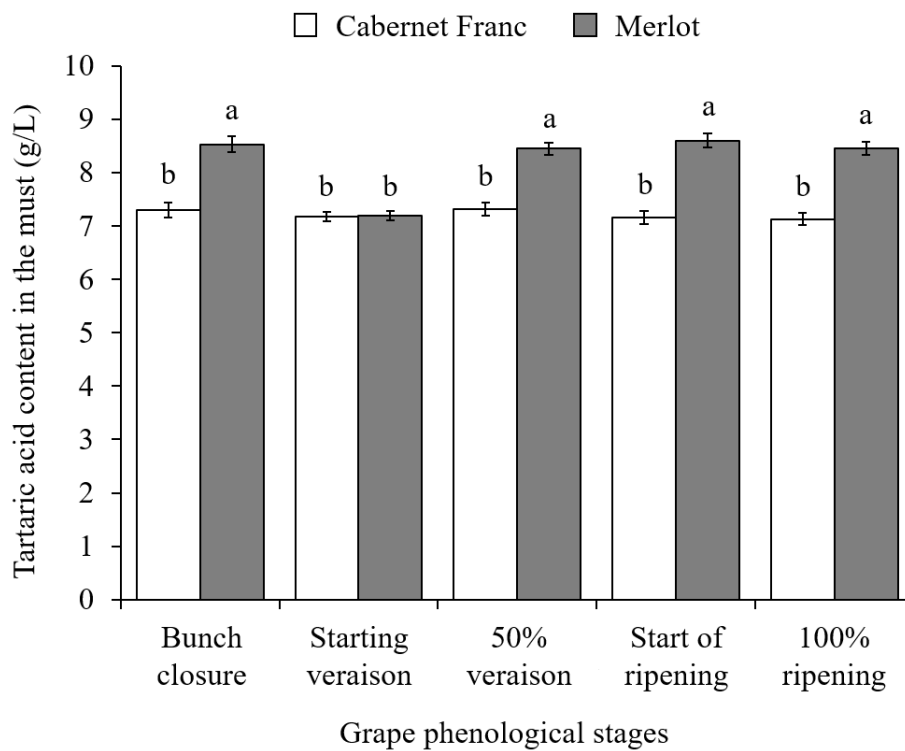 Cabernet Franc Merlot
Tartaric acid content in the must (g/L)
10
9
8
7
6
5
4
3
2
1
0
b a b b b a b a b a
Bunch closure
Starting veraison
50% veraison
Start of ripening
100% ripening
Grape phenological stages